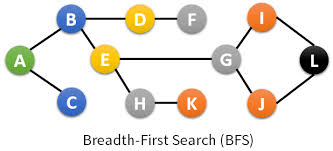 B D F I
A E G L
C H K J
Breadth-First Search (BFS)